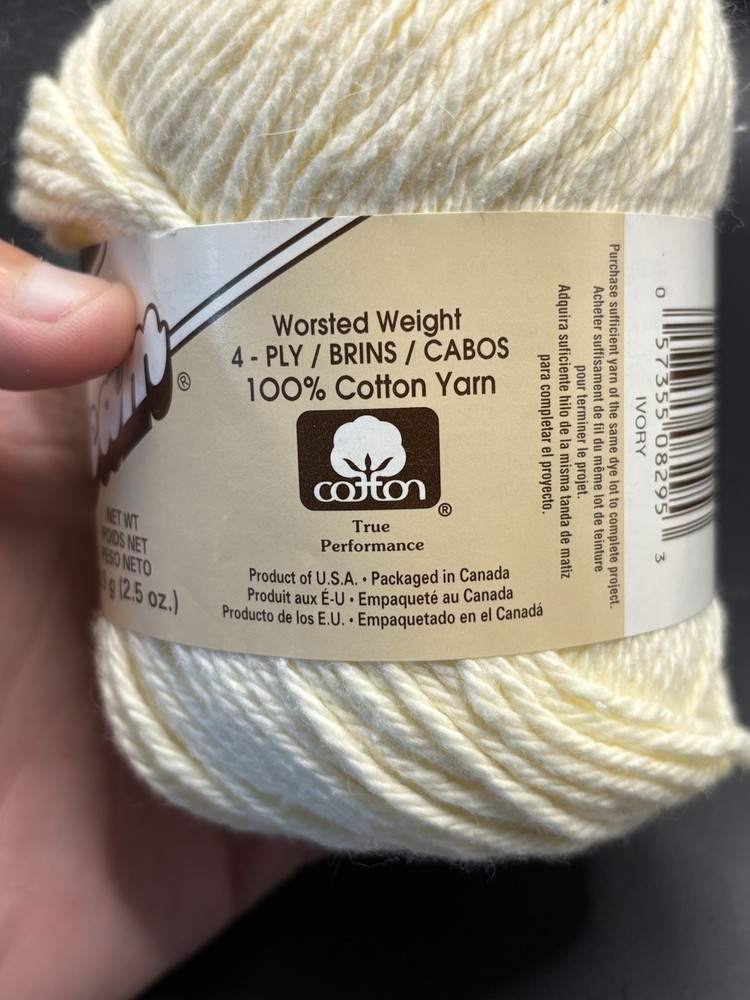 ®
NET WT
POIDS NET
PESO NETO
g (2.5 oz.)
Worsted Weight
4 - PLY / BRINS / CABOS
100% Cotton Yarn
cotton®
True
Performance
Product of U.S.A. • Packaged in Canada
Produit aux É-U • Empaqueté au Canada
Producto de los E.U. • Empaquetado en el Canadá
Purchase sufficient yarn of the same dye lot to complete project.
Acheter suffisament de fil du même lot de teinture
pour terminer le projet.
Adquira suficiente hilo de la misma tanda de matiz
para completar el proyecto.
IVORY
0 57355 08295 3